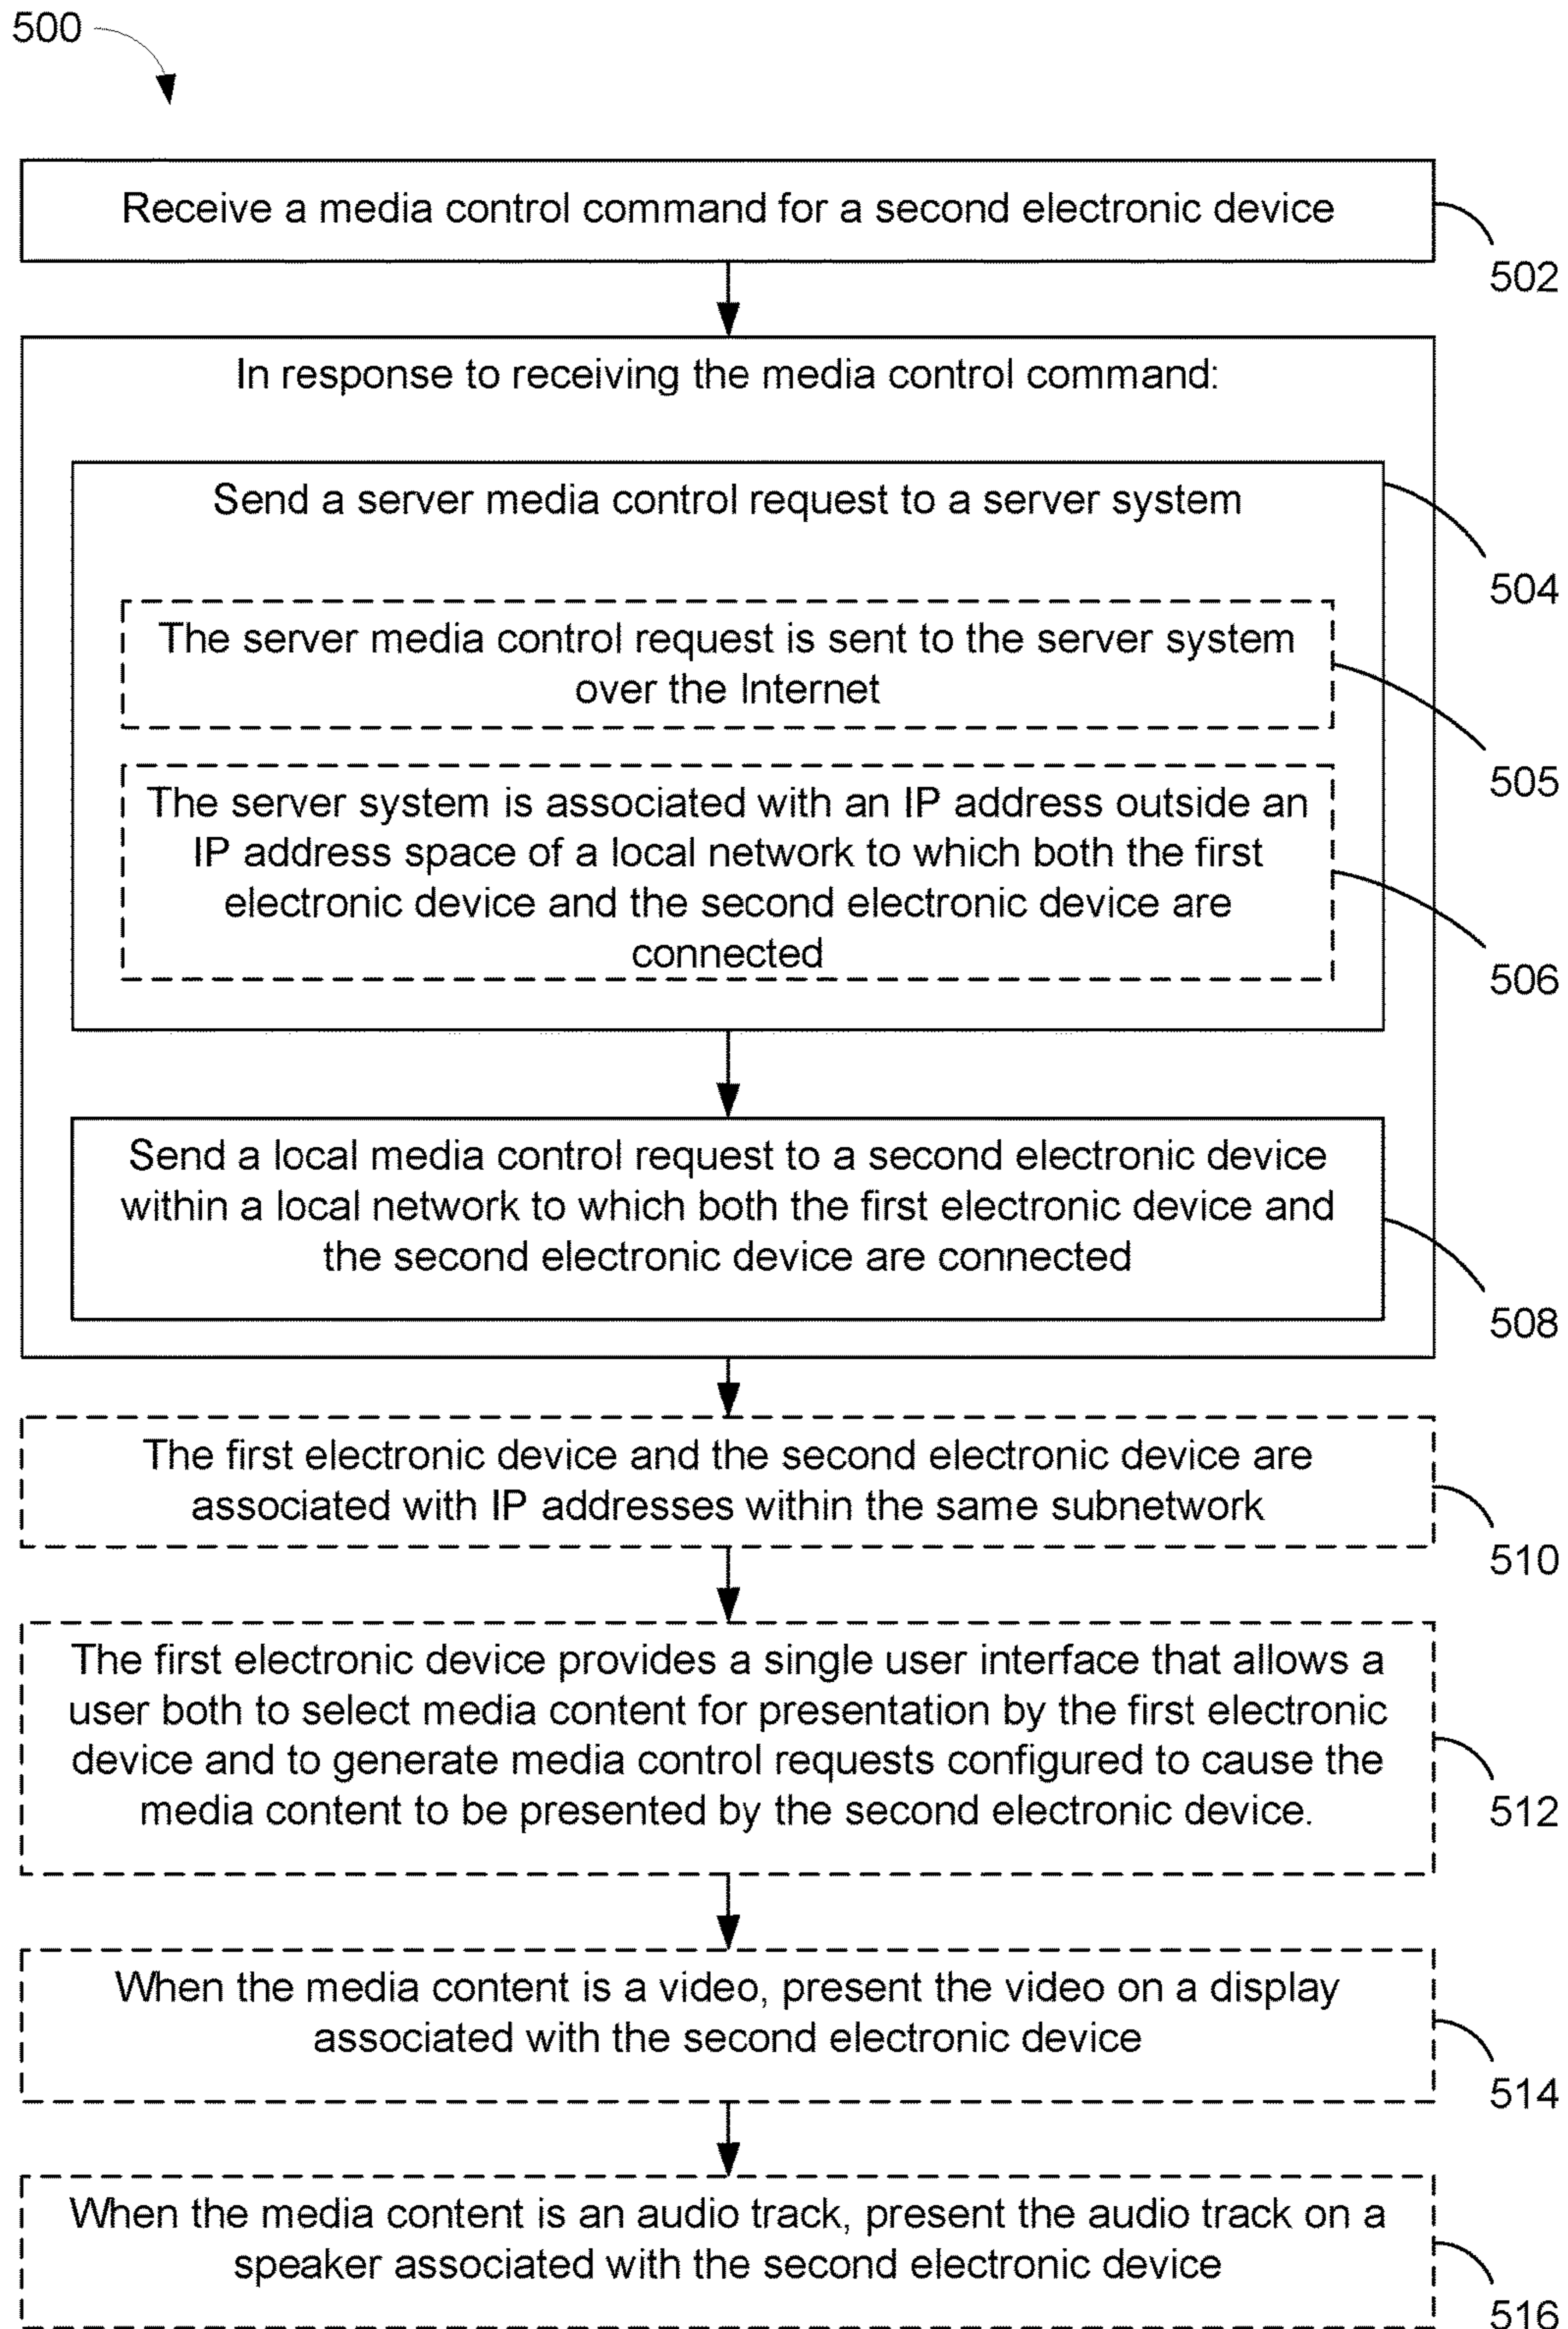 500
Receive a media control command for a second electronic device
502
In response to receiving the media control command:
Send a server media control request to a server system
504
The server media control request is sent to the server system
over the Internet
505
The server system is associated with an IP address outside an
IP address space of a local network to which both the first
electronic device and the second electronic device are
connected
506
Send a local media control request to a second electronic device
within a local network to which both the first electronic device and
the second electronic device are connected
508
The first electronic device and the second electronic device are
associated with IP addresses within the same subnetwork
510
The first electronic device provides a single user interface that allows a
user both to select media content for presentation by the first electronic
device and to generate media control requests configured to cause the
media content to be presented by the second electronic device.
512
When the media content is a video, present the video on a display
associated with the second electronic device
514
When the media content is an audio track, present the audio track on a
speaker associated with the second electronic device
516